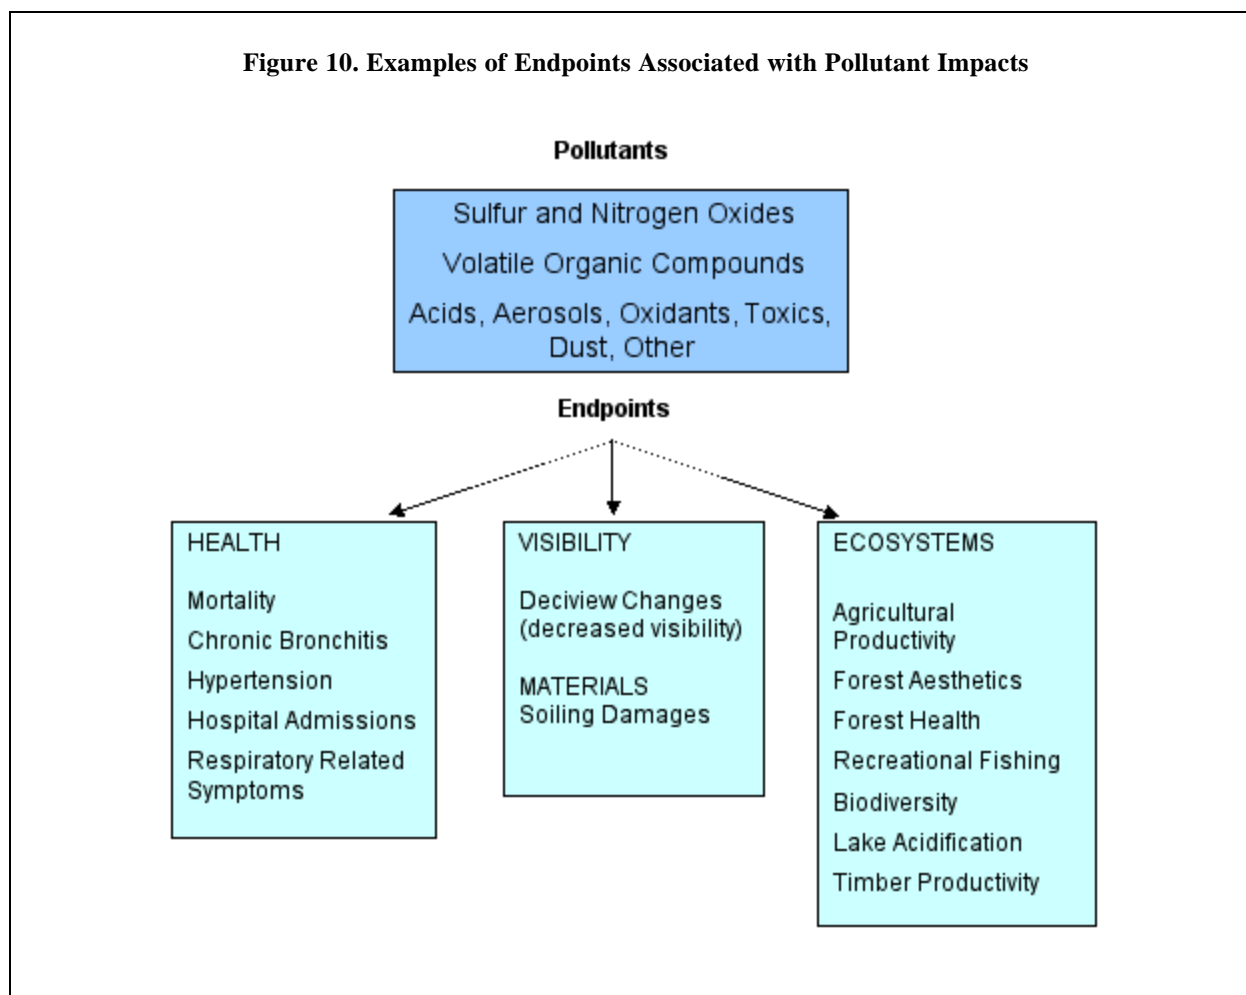 Figure 10. Examples of Endpoints Associated with Pollutant Impacts
Pollutants
Sulfur and Nitrogen Oxides
Volatile Organic Compounds
Acids, Aerosols, Oxidants, Toxics,
Dust, Other
Endpoints
HEALTH
Mortality
Chronic Bronchitis
Hypertension
Hospital Admissions
Respiratory Related
Symptoms
VISIBILITY
Deciview Changes
(decreased visibility)
MATERIALS
Soiling Damages
ECOSYSTEMS
Agricultural
Productivity
Forest Aesthetics
Forest Health
Recreational Fishing
Biodiversity
Lake Acidification
Timber Productivity